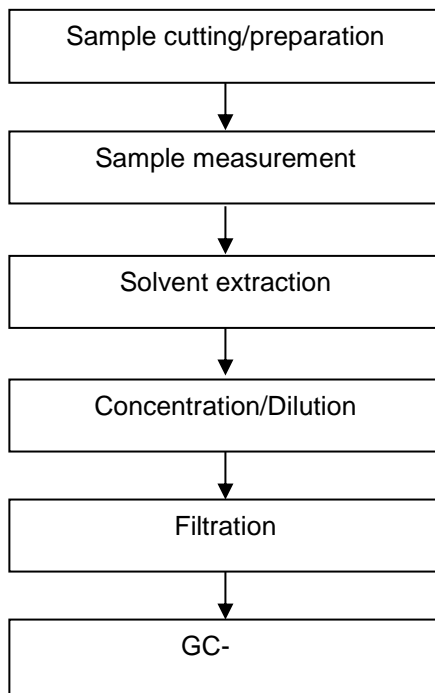 Sample cutting/preparation
Sample measurement
Solvent extraction
Concentration/Dilution
Filtration
GC-